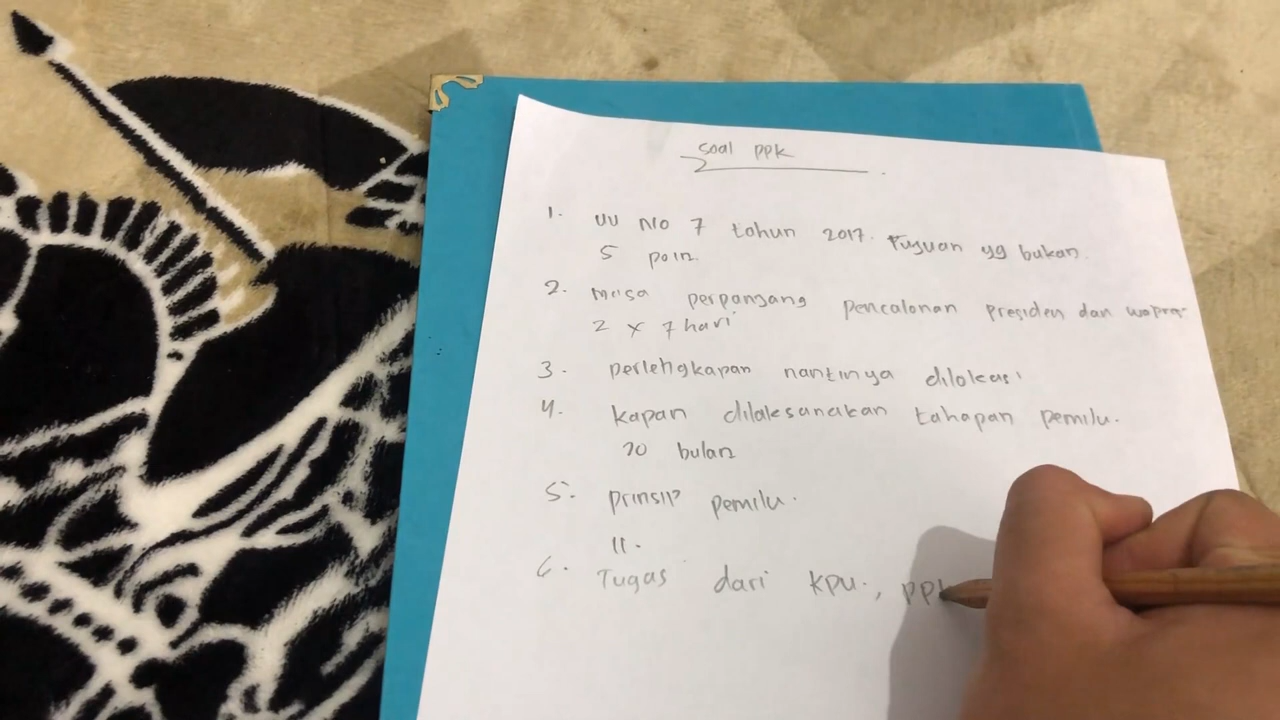 Soal ppk
1. UU No 7 tahun 2017. Tujuan yg bukan.
5 poin.
2. Masa perpanjang pencalonan presiden dan wapres
2 x 7 hari
3. perlengkapan nantinya dilokasi
4. kapan dilaksanakan tahapan pemilu.
20 bulan
5. prinsip pemilu.
11.
6. Tugas dari kpu., ppk